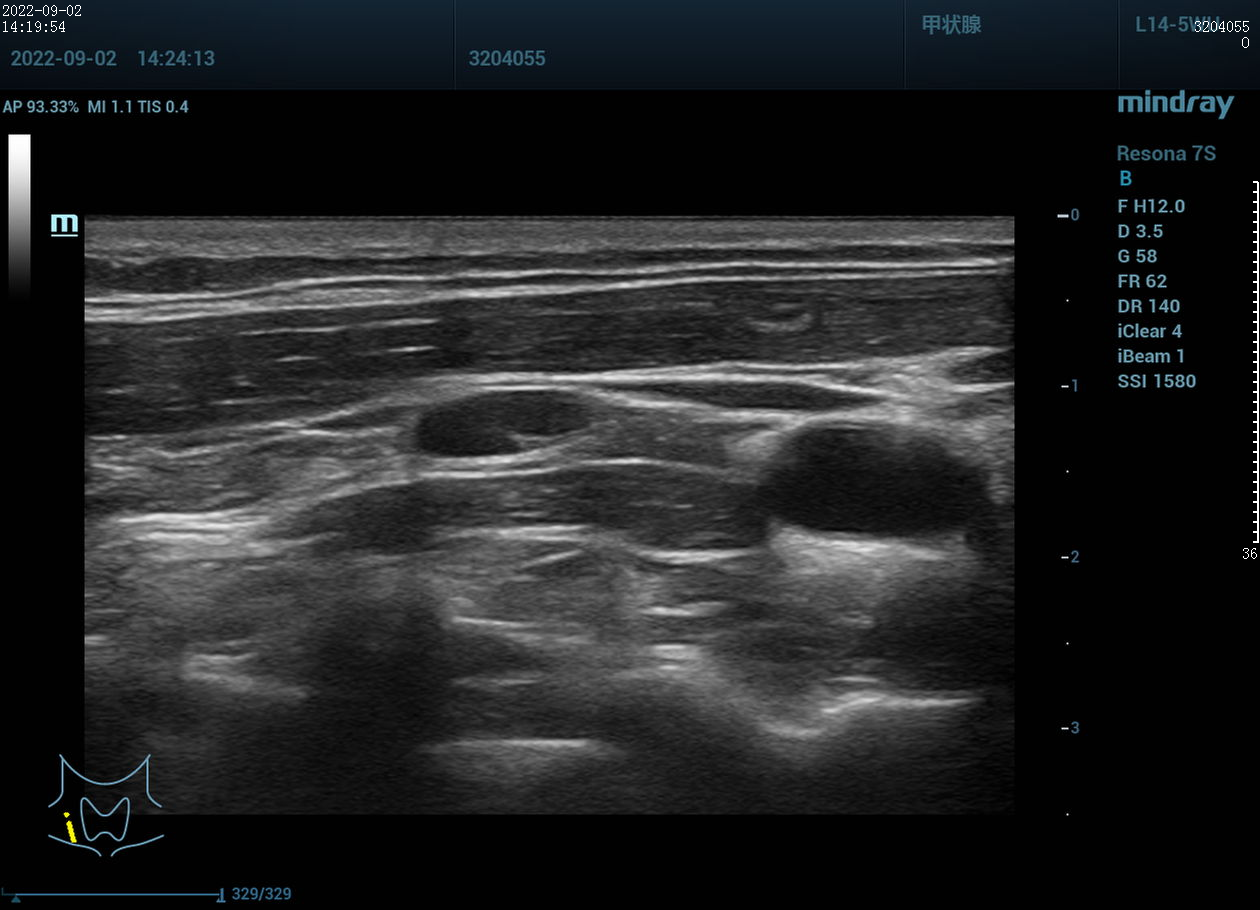 2022-09-02
14:19:54
2022-09-02 14:24:13
3204055
甲状腺
3204055
0
AP 93.33% MI 1.1 TIS 0.4
mindray
Resona 7S
B
F H12.0
D 3.5
G 58
FR 62
DR 140
iClear 4
iBeam 1
SSI 1580
m
0
1
2
3
36
329/329